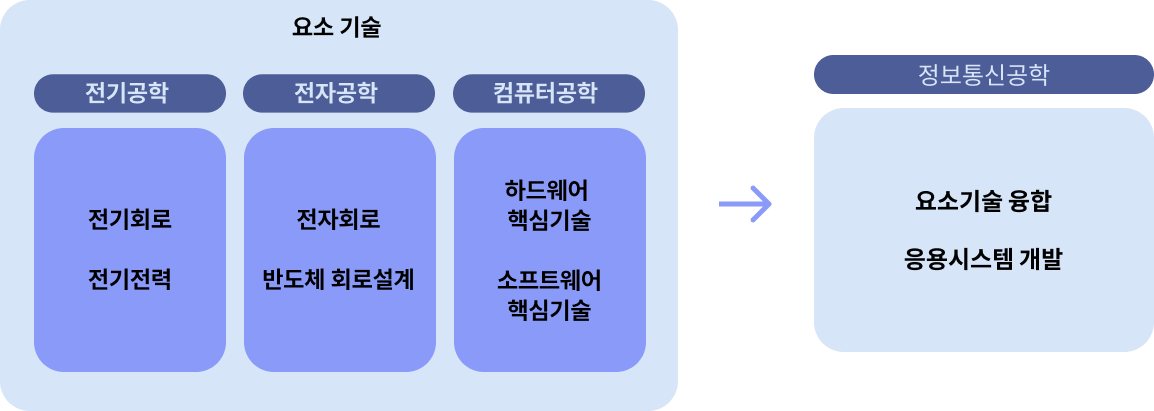 요소 기술
전기공학
전기회로
전기전력
전자공학
전자회로
반도체 회로설계
컴퓨터공학
하드웨어
핵심기술
소프트웨어
핵심기술
정보통신공학
요소기술 융합
응용시스템 개발